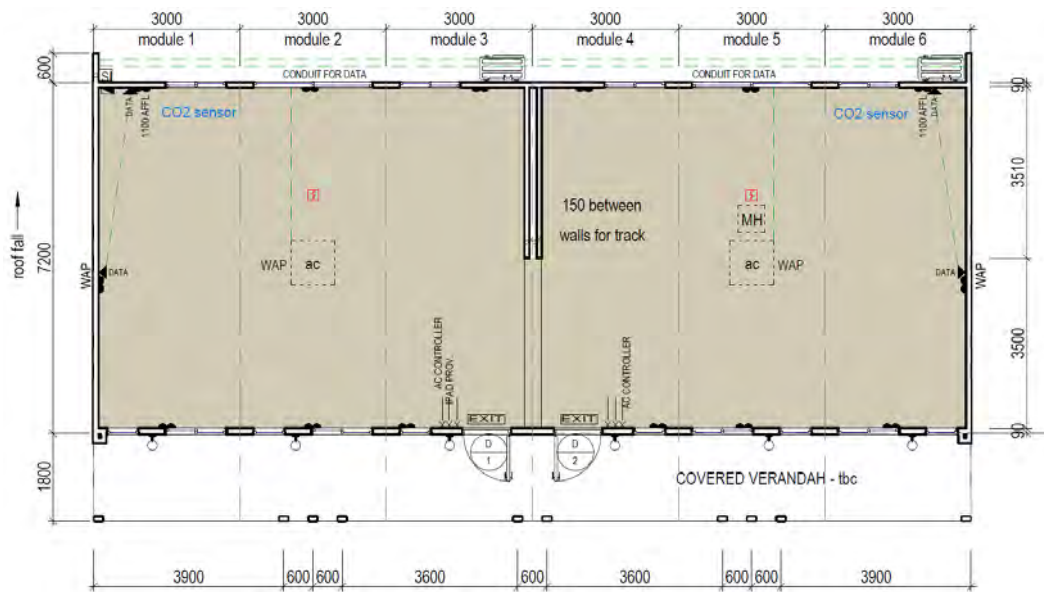 3000 3000 3000 3000 3000 3000
module 1 module 2 module 3 module 4 module 5 module 6
600
CONDUIT FOR DATA CONDUIT FOR DATA
S
90
DATA
1100 AFFL
CO2 sensor
CO2 sensor
1100 AFFL
DATA
3510
150 between
walls for track
MH
roof fall
7200
WAP
DATA
WAP ac
ac WAP
DATA
WAP
3500
AC CONTROLLER
IPAD PROV.
AC CONTROLLER
EXIT EXIT
90
D
1
D
2
1800
COVERED VERANDAH - tbc
3900 600 600 3600 600 3600 600 600 3900